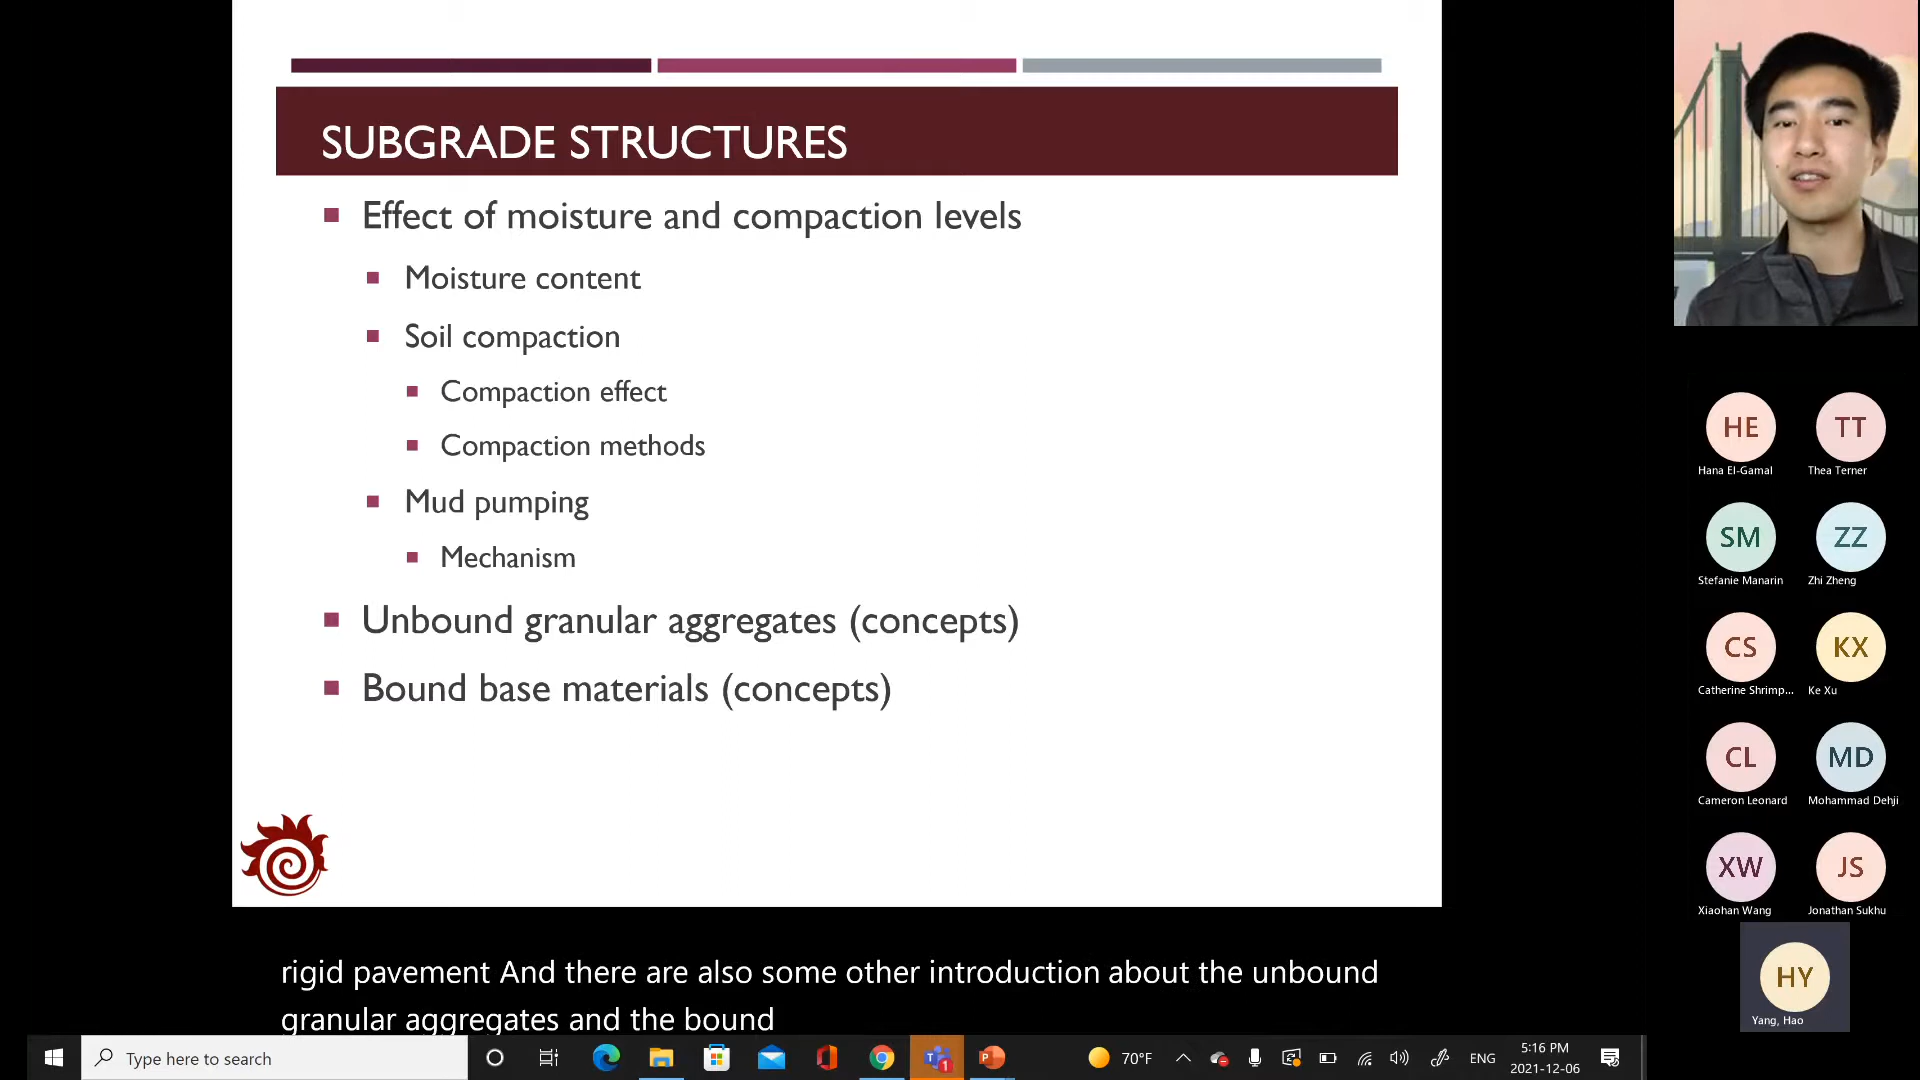 SUBGRADE STRUCTURES
Effect of moisture and compaction levels
Moisture content
Soil compaction
Compaction effect
Compaction methods
Mud pumping
Mechanism
Unbound granular aggregates (concepts)
Bound base materials (concepts)
HE
TT
Hana El-Gamal
Thea Terner
SM
ZZ
Stefanie Manarin
Zhi Zheng
CS
KX
Catherine Shrimp...
Ke Xu
CL
MD
Cameron Leonard
Mohammad Dehji
XW
JS
Xiaohan Wang
Jonathan Sukhu
HY
Yang, Hao
rigid pavement And there are also some other introduction about the unbound
granular aggregates and the bound
Type here to search
T
1
P
70°F
ENG
5:16 PM
2021-12-06